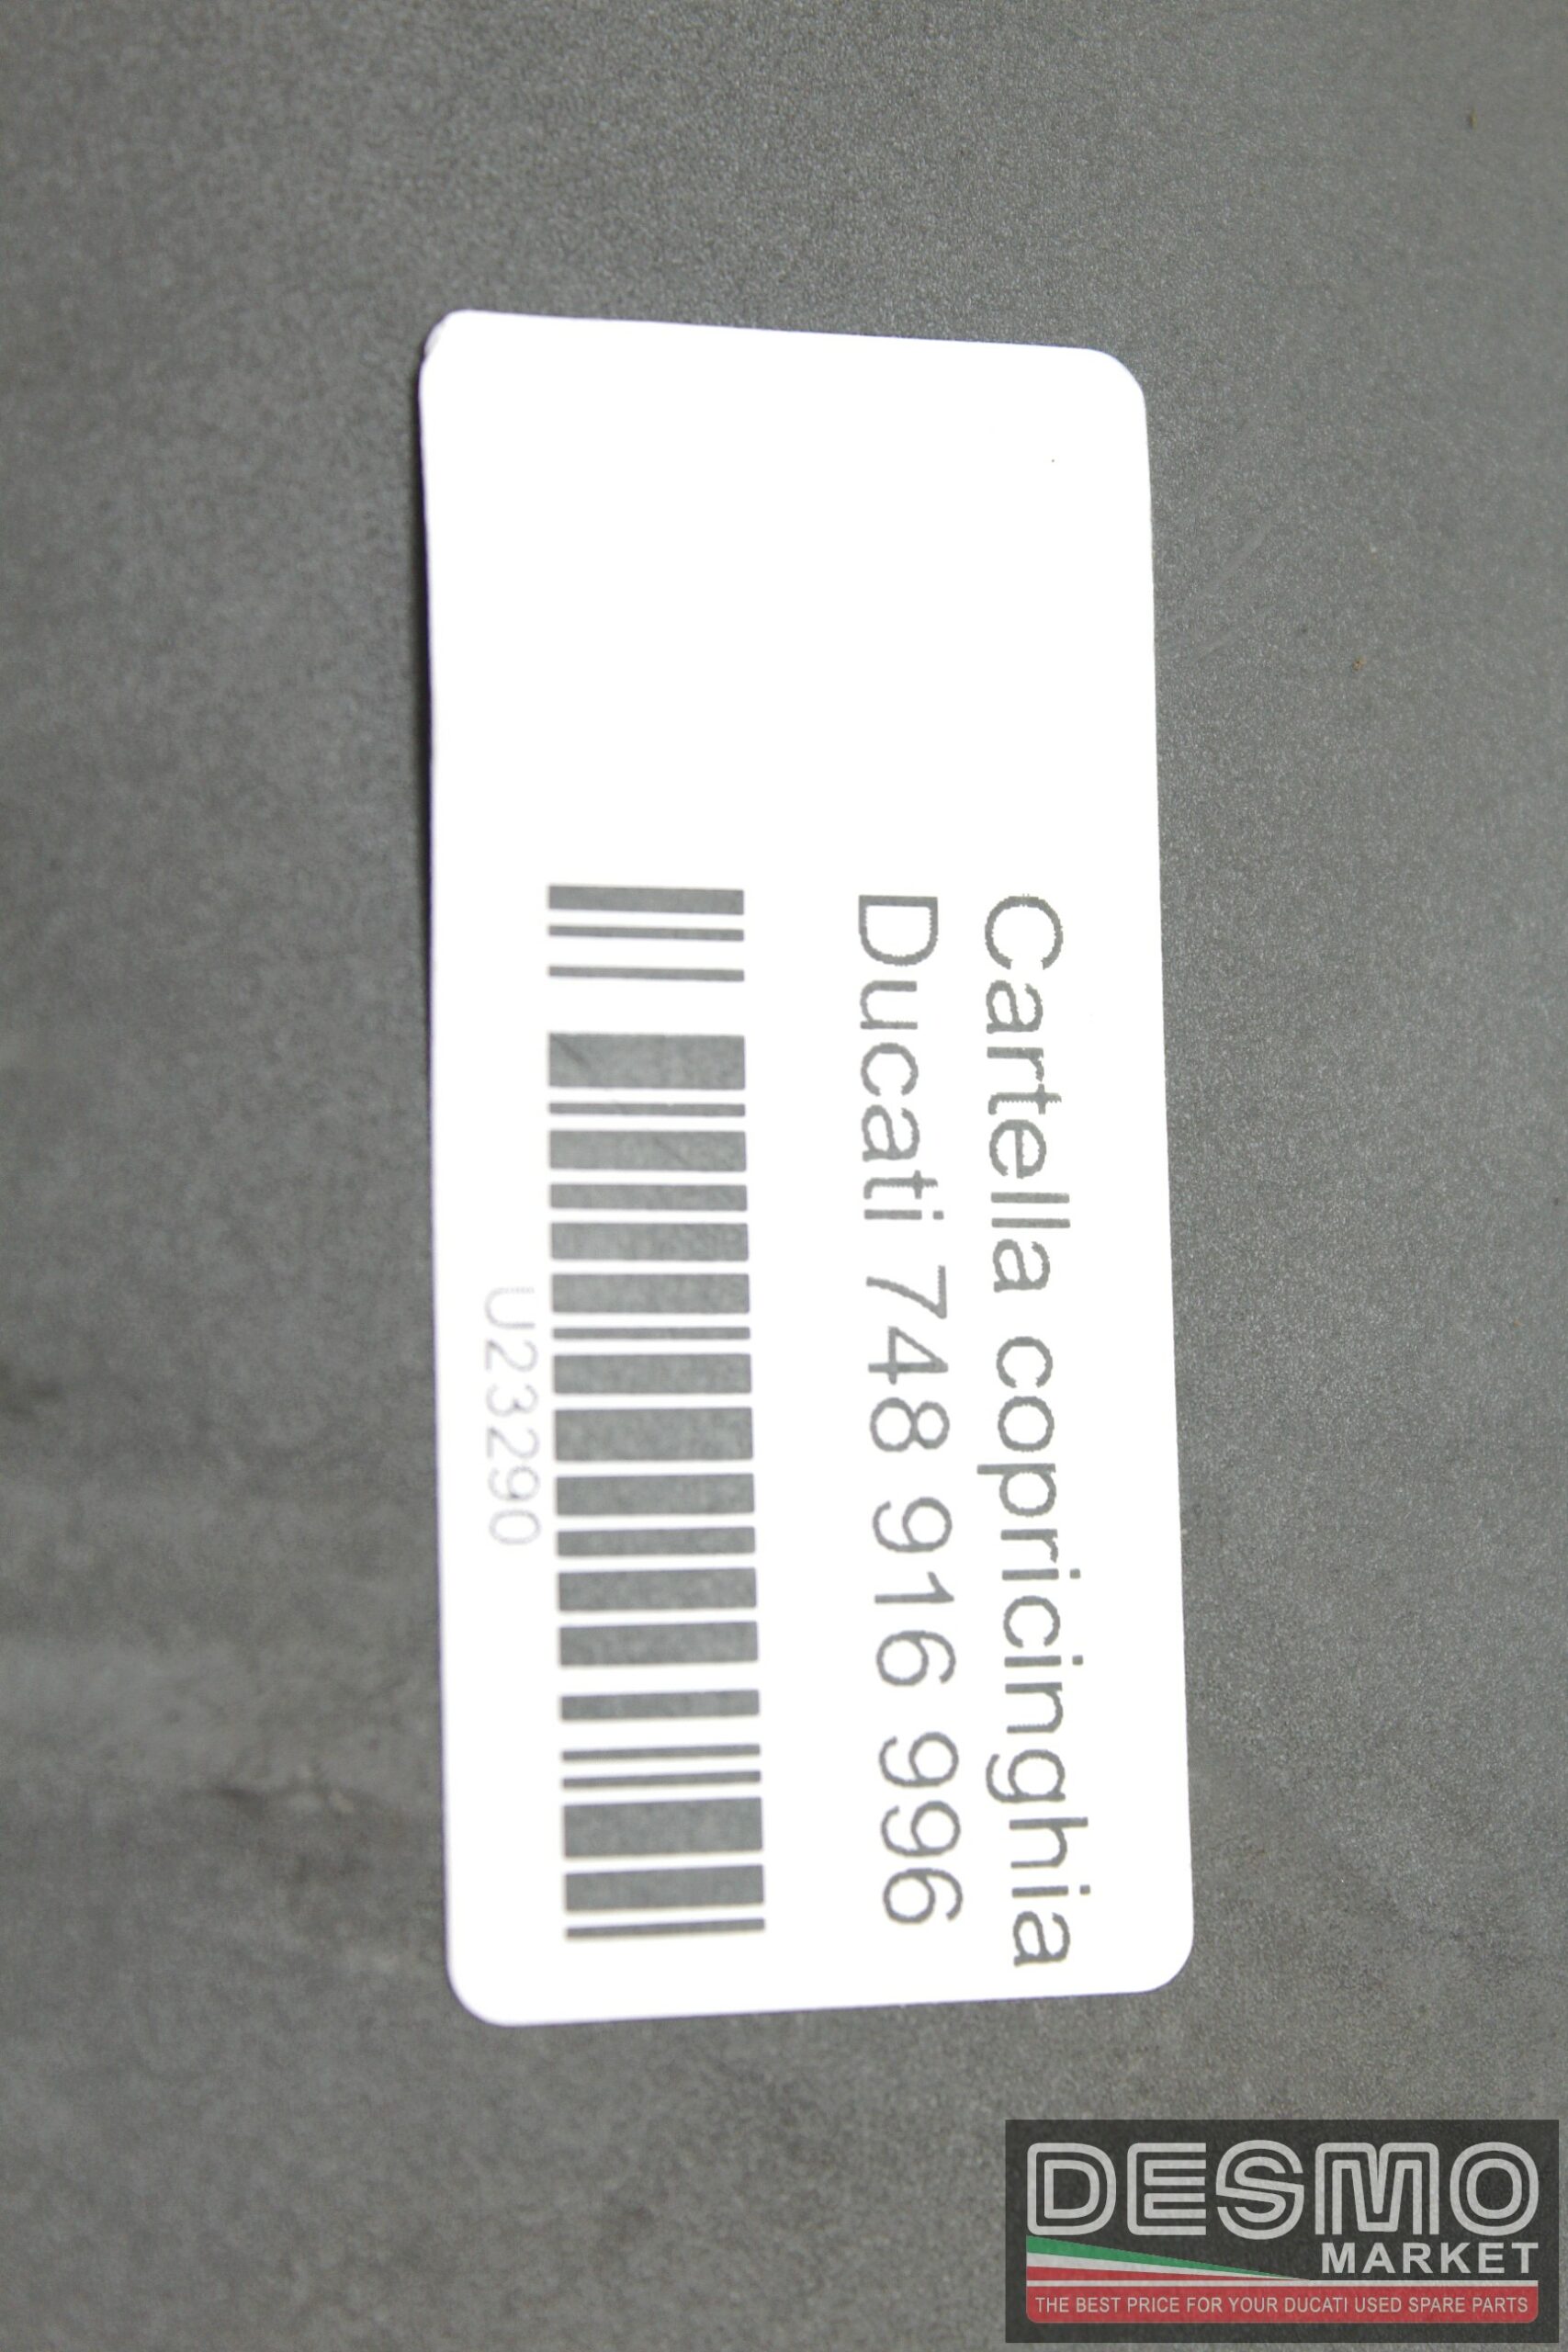 Cartella copricinghia
Ducati 748 916 996
U23290
DESMO
MARKET
THE BEST PRICE FOR YOUR DUCATI USED SPARE PARTS